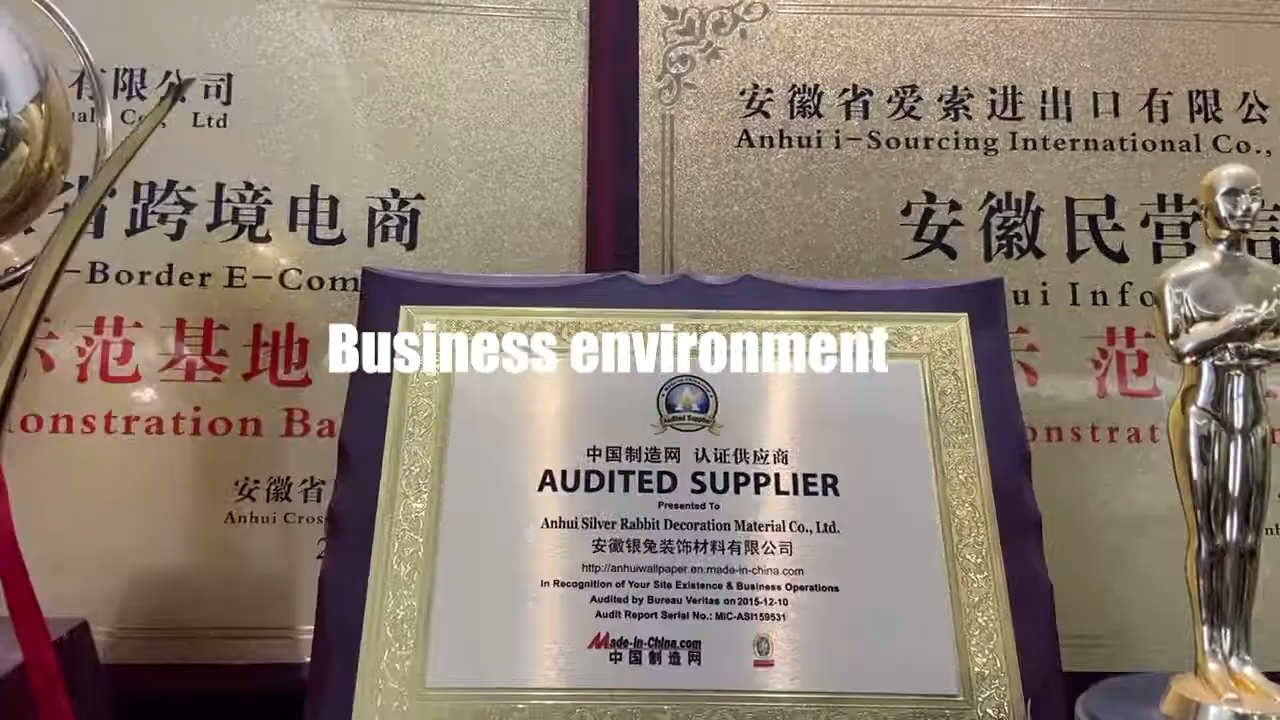 有限公司
Co., Ltd
省跨境电商
-Border E-Com
示范基地
onstration Ba
安徽省
Anhui Cros
2
安徽省爱索进出口有限公
Anhui i-Sourcing International Co.,
安徽民营
ui Info
示 范
onstrat
Business environment
Audited Supplier
中国制造网 认证供应商
AUDITED SUPPLIER
Presented To
Anhui Silver Rabbit Decoration Material Co., Ltd.
安徽银兔装饰材料有限公司
http://anhuiwallpaper.en.made-in-china.com
In Recognition of Your Site Existence & Business Operations
Audited by Bureau Veritas on 2015-12-10
Audit Report Serial No.: MIC-ASI159531
Made-in-China.com
中国制造网